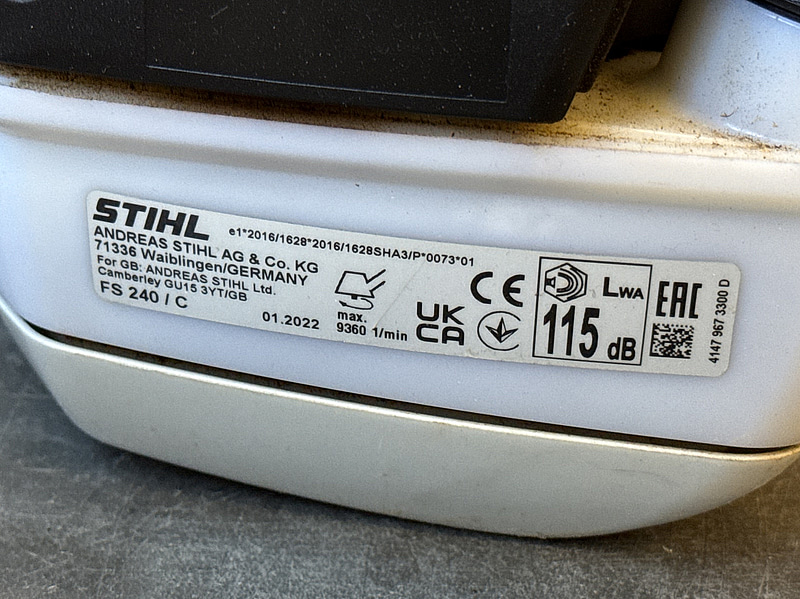 STIHL
e1*2016/1628*2016/1628SHA3/P*0073*01
ANDREAS STIHL AG & Co. KG
71336 Waiblingen/GERMANY
For GB: ANDREAS STIHL Ltd.
Camberley GU15 3YT/GB
FS 240 / C
01.2022
max.
9360 1/min
UK
CA
CE
LWA
115 dB
EAC
4147 967 3300 D